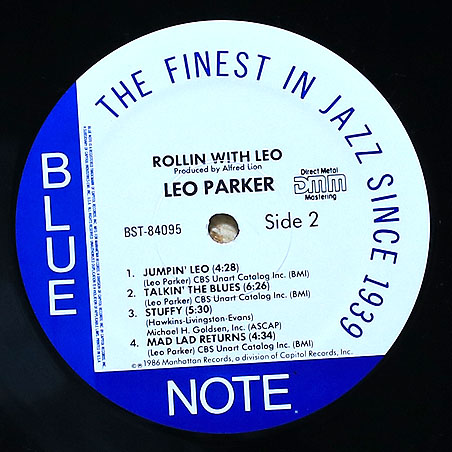 THE FINEST IN JAZZ SINCE 1939
BLUE
NOTE
ROLLIN WITH LEO
Produced by Alfred Lion
LEO PARKER
Direct Metal
DMM
Mastering
BST-84095
Side 2
1. JUMPIN' LEO (4:28)
(Leo Parker) CBS Unart Catalog Inc. (BMI)
2. TALKIN' THE BLUES (6:26)
(Leo Parker) CBS Unart Catalog Inc. (BMI)
3. STUFFY (5:30)
(Hawkins-Livingston-Evans)
Michael H. Goldsen, Inc. (ASCAP)
4. MAD LAD RETURNS (4:34)
(Leo Parker) CBS Unart Catalog Inc. (BMI)
©℗1986 Manhattan Records, a division of Capitol Records, Inc.